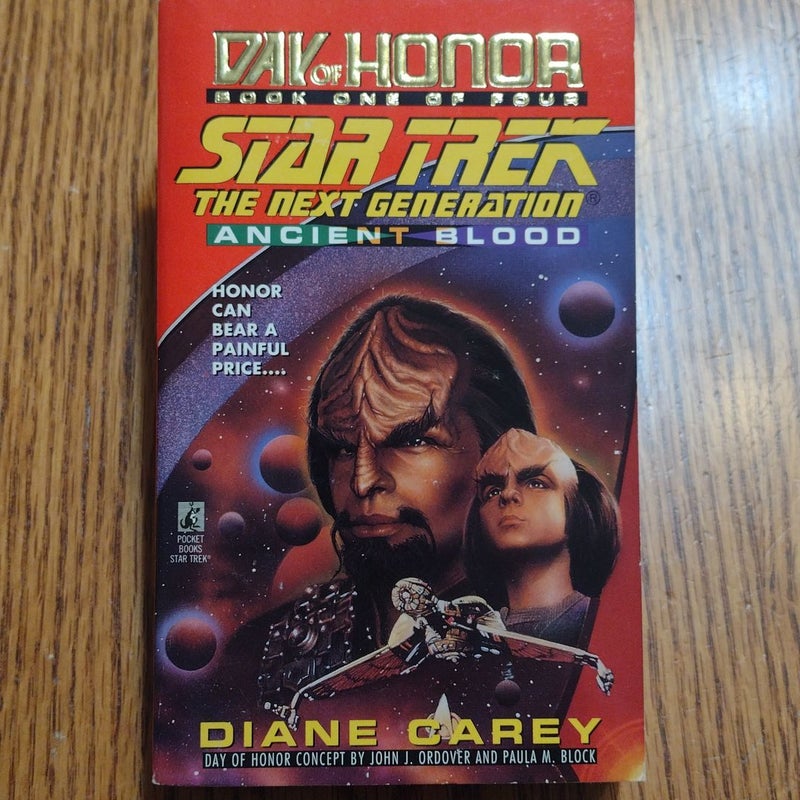 DAY OF HONOR
BOOK ONE OF FOUR
STAR TREK
THE NEXT GENERATION®
ANCIENT BLOOD
HONOR
CAN
BEAR A
PAINFUL
PRICE....
POCKET
BOOKS
STAR TREK®
DIANE CAREY
DAY OF HONOR CONCEPT BY JOHN J. ORDOVER AND PAULA M. BLOCK